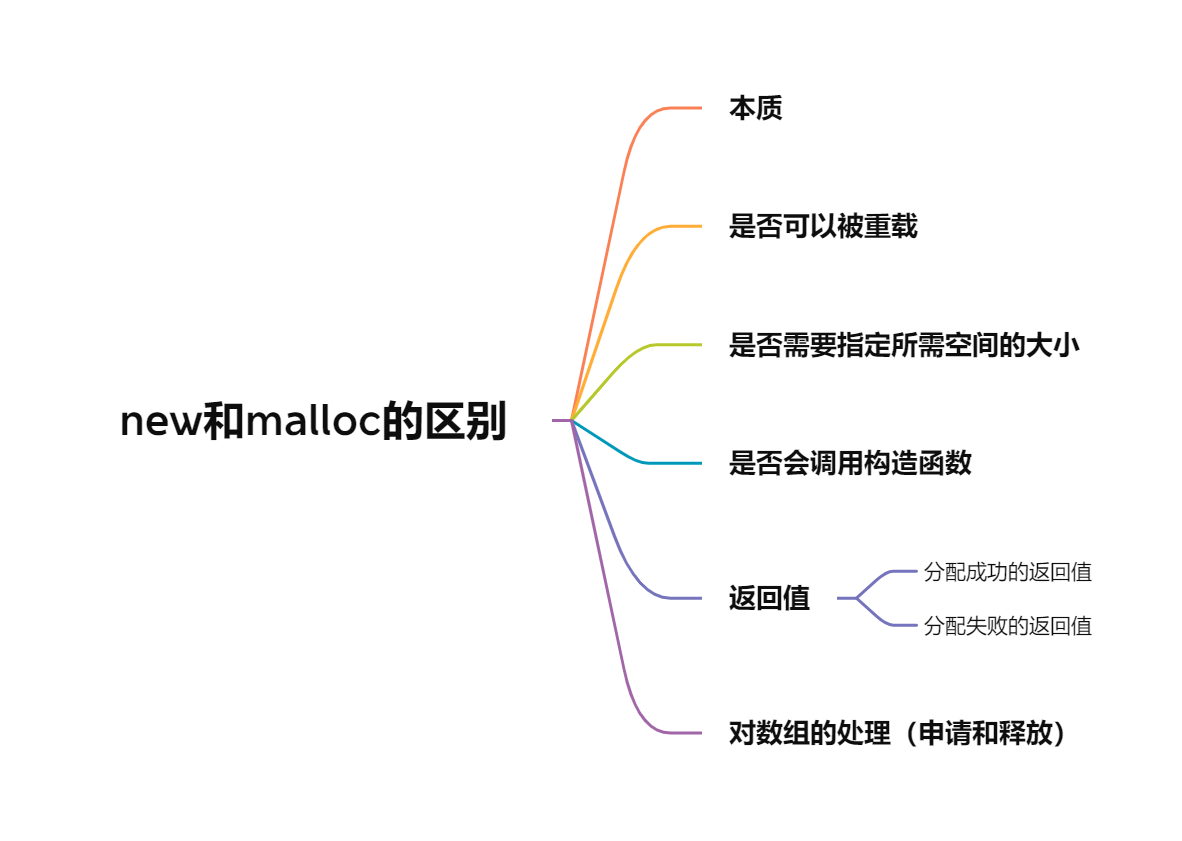 new和malloc的区别
本质
是否可以被重载
是否需要指定所需空间的大小
是否会调用构造函数
返回值
分配成功的返回值
分配失败的返回值
对数组的处理（申请和释放）